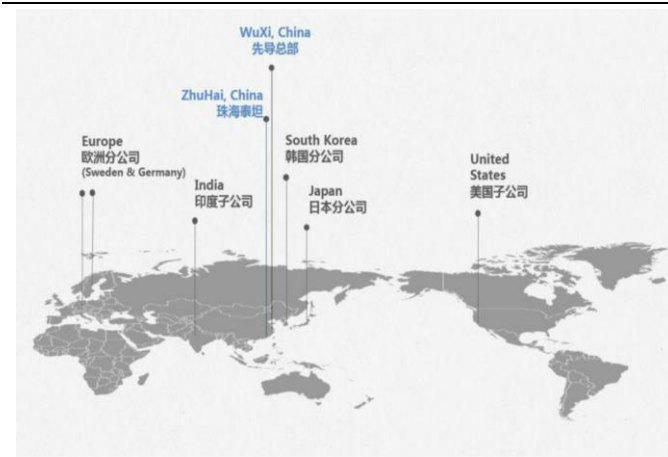 WuXi, China
先导总部
ZhuHai, China
珠海泰坦
Europe
欧洲分公司
(Sweden & Germany)
India
印度子公司
South Korea
韩国分公司
Japan
日本分公司
United
States
美国子公司